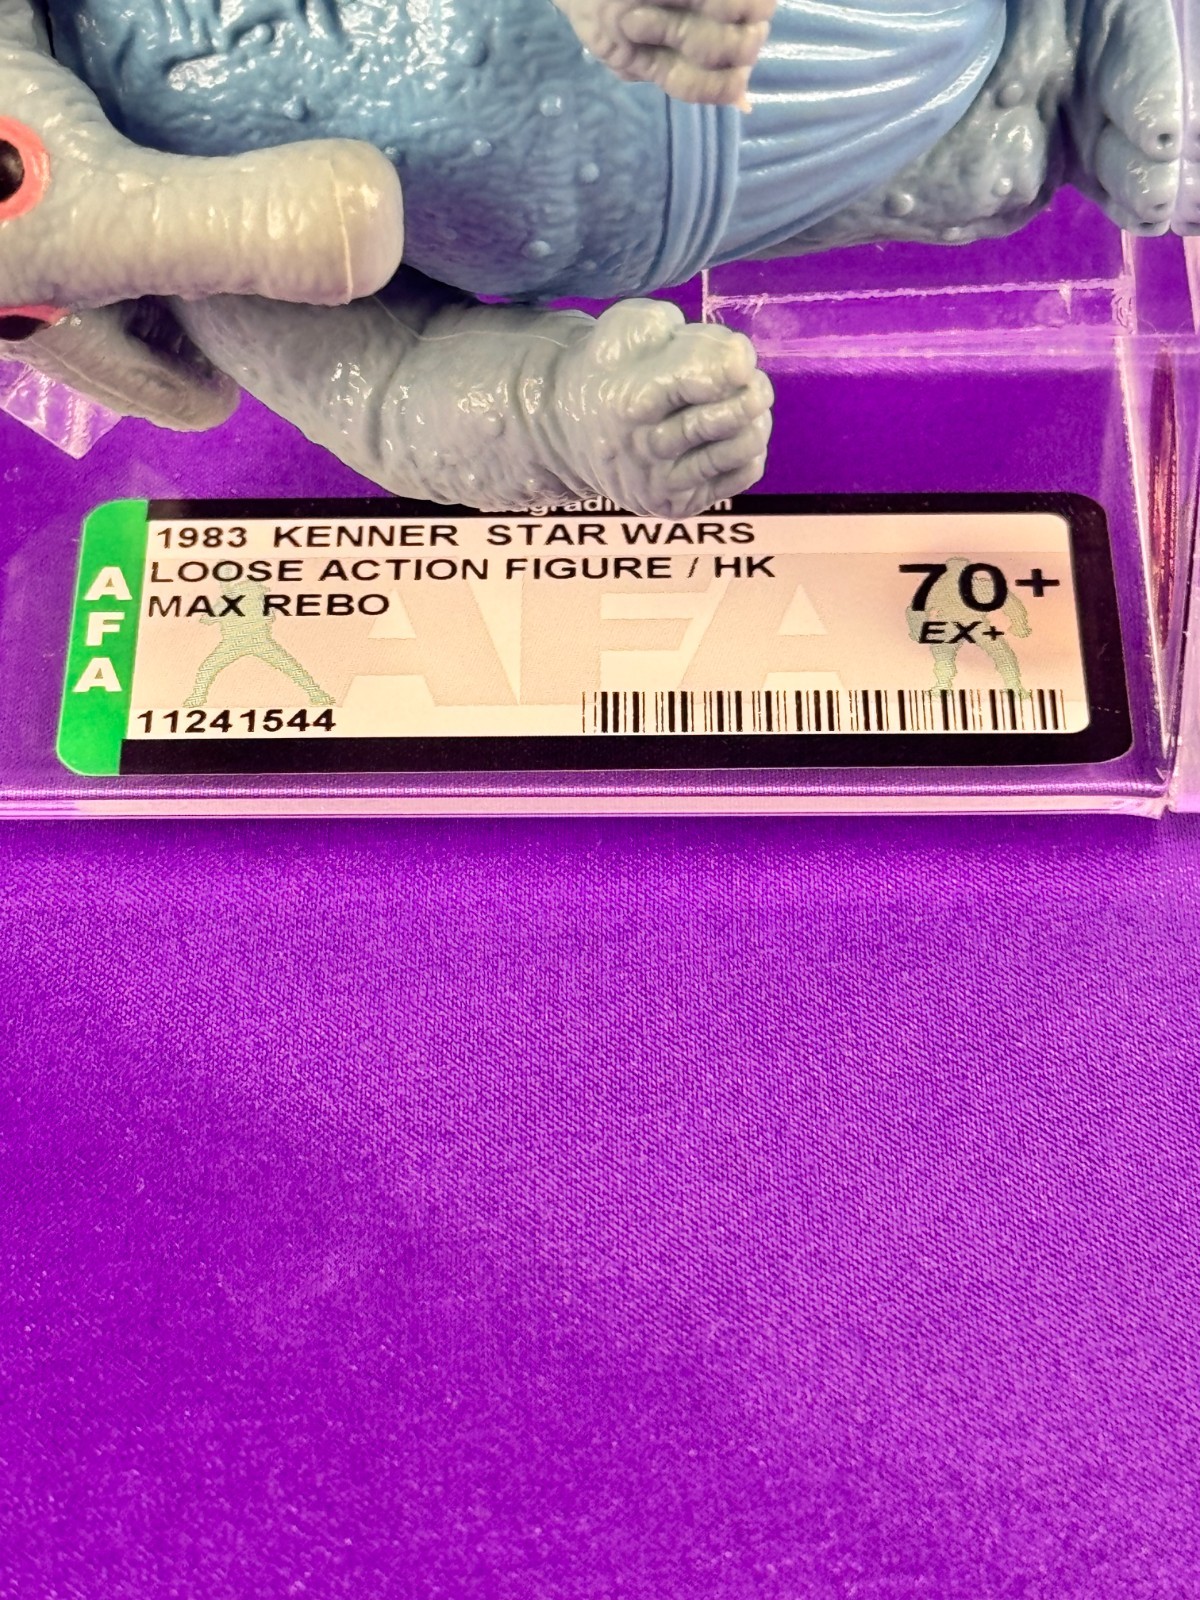 1983 KENNER STAR WARS
LOOSE ACTION FIGURE / HK
MAX REBO
70+
EX+
AFA
AFA
11241544